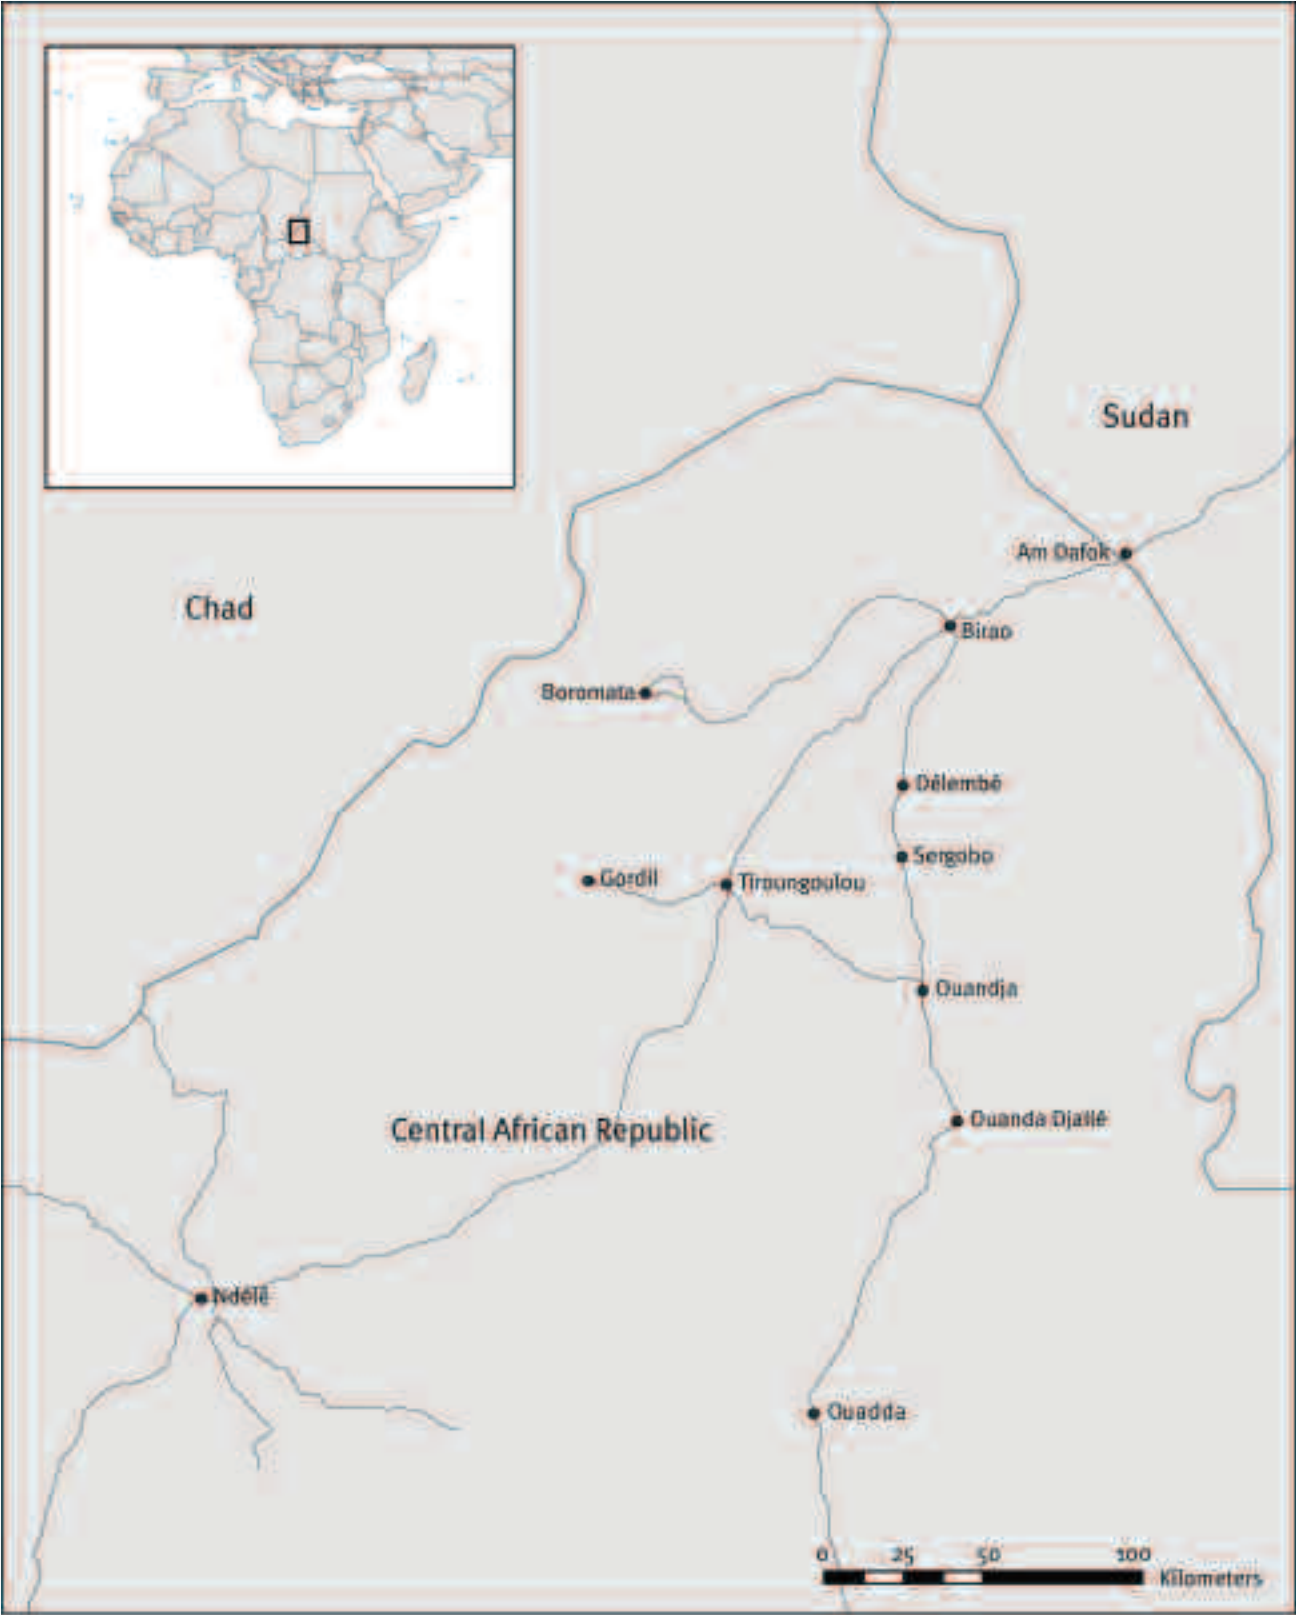 Sudan
Am Dafok
Chad
Birao
Boromata
Délembé
Sergobo
Gordil
Tiroungoulou
Ouandja
Central African Republic
Ouanda Djallé
Ndélé
Ouadda
0 25 50 100
Kilometers